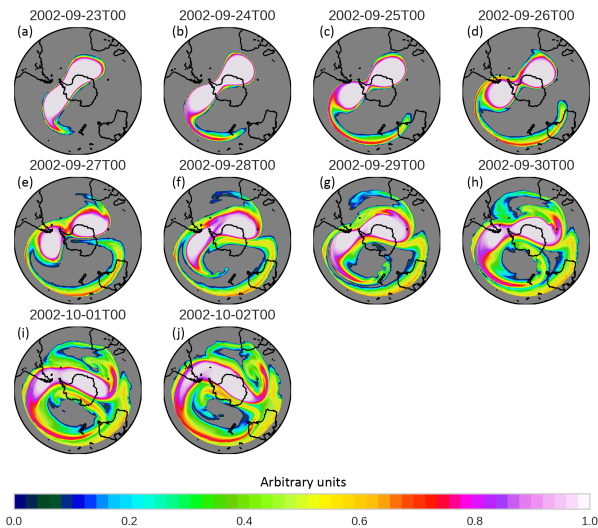 2002-09-23T00 2002-09-24T00 2002-09-25T00 2002-09-26T00
(a) (b) (c) (d)
2002-09-27T00 2002-09-28T00 2002-09-29T00 2002-09-30T00
(e) (f) (g) (h)
2002-10-01T00 2002-10-02T00
(i) (j)
Arbitrary units
0.0 0.2 0.4 0.6 0.8 1.0